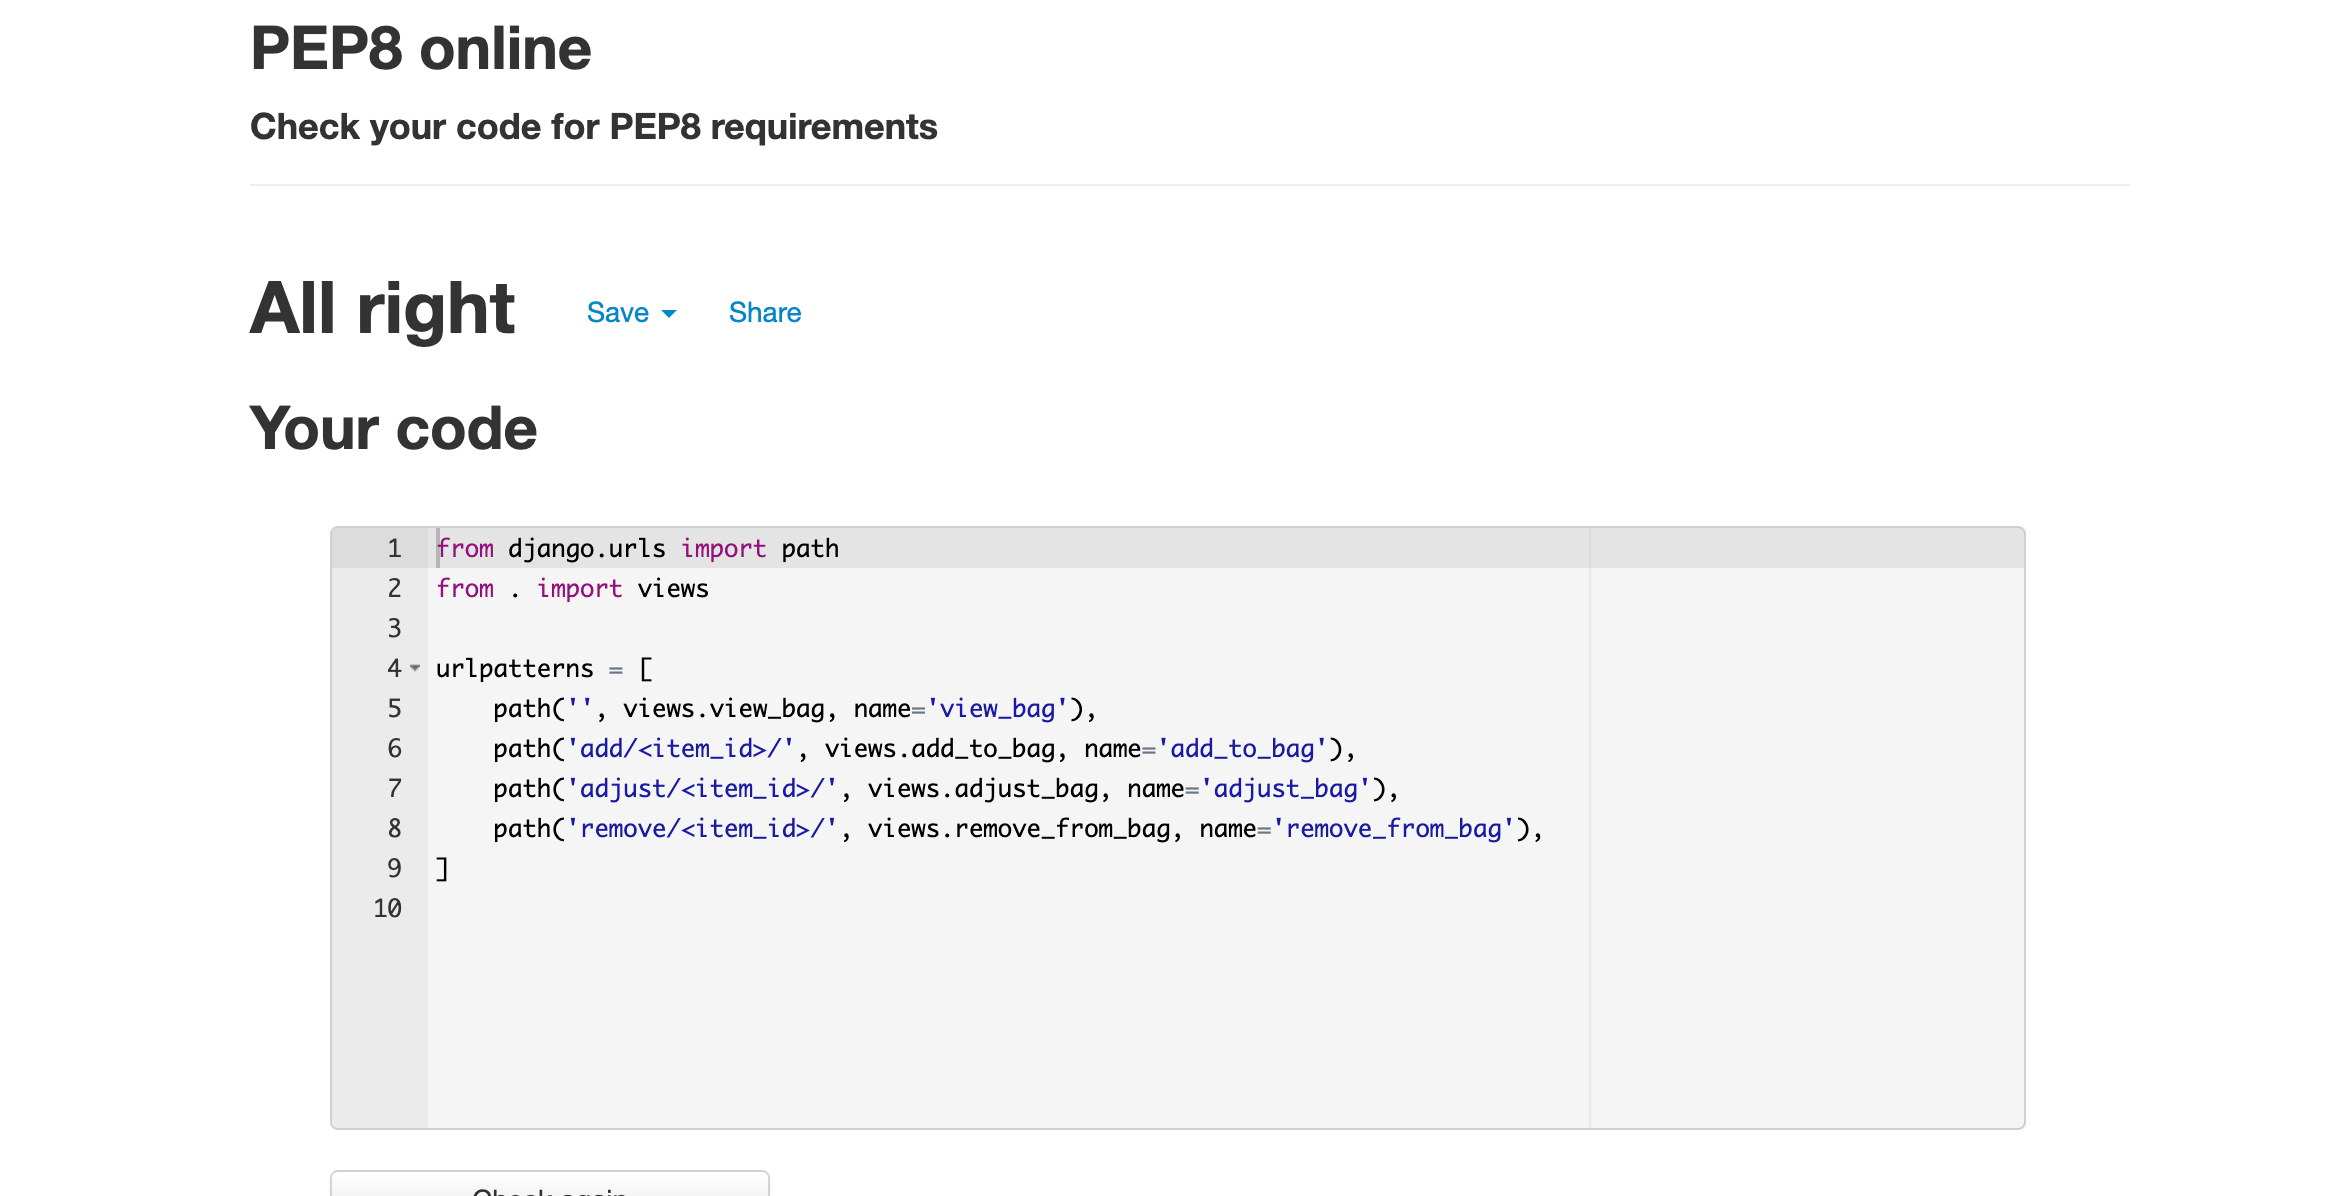 PEP8 online
Check your code for PEP8 requirements
All right Save Share
Your code
1 from django.urls import path
2 from . import views
3
4 urlpatterns = [
5     path('', views.view_bag, name='view_bag'),
6     path('add/<item_id>/', views.add_to_bag, name='add_to_bag'),
7     path('adjust/<item_id>/', views.adjust_bag, name='adjust_bag'),
8     path('remove/<item_id>/', views.remove_from_bag, name='remove_from_bag'),
9 ]
10
Check again